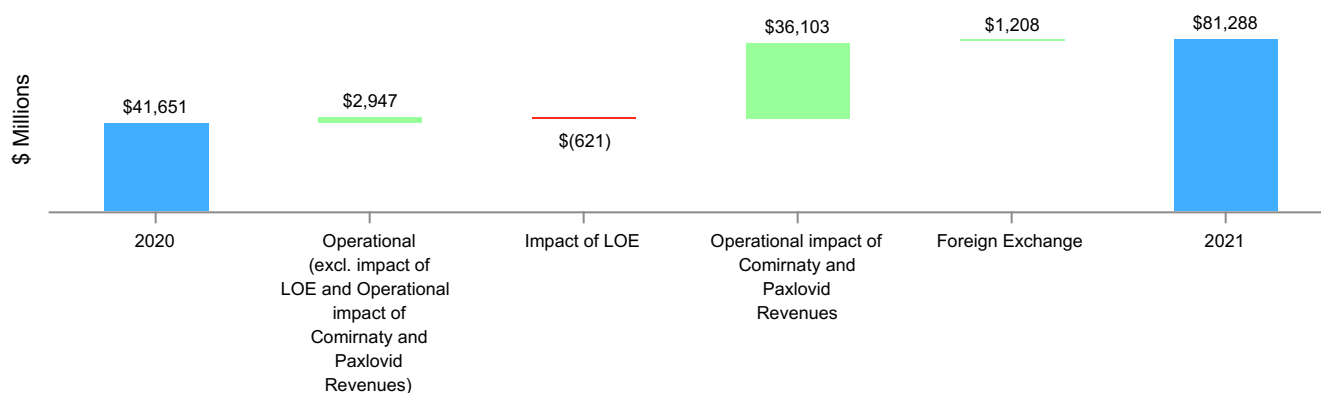 $ Millions
$41,651
$2,947
$(621)
$36,103
$1,208
$81,288
2020
Operational
(excl. impact of
LOE and Operational
impact of
Comirnaty and
Paxlovid
Revenues)
Impact of LOE
Operational impact of
Comirnaty and
Paxlovid
Revenues
Foreign Exchange
2021